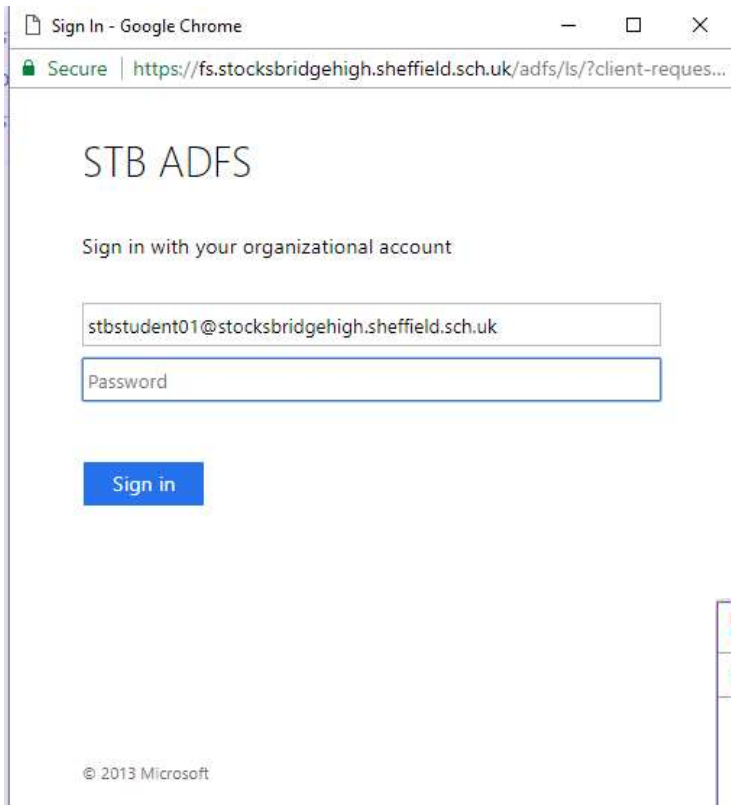 Sign In - Google Chrome
Secure | https://fs.stocksbridgehigh.sheffield.sch.uk/adfs/ls/?client-reques...
STB ADFS
Sign in with your organizational account
stbstudent01@stocksbridgehigh.sheffield.sch.uk
Password
Sign in
© 2013 Microsoft